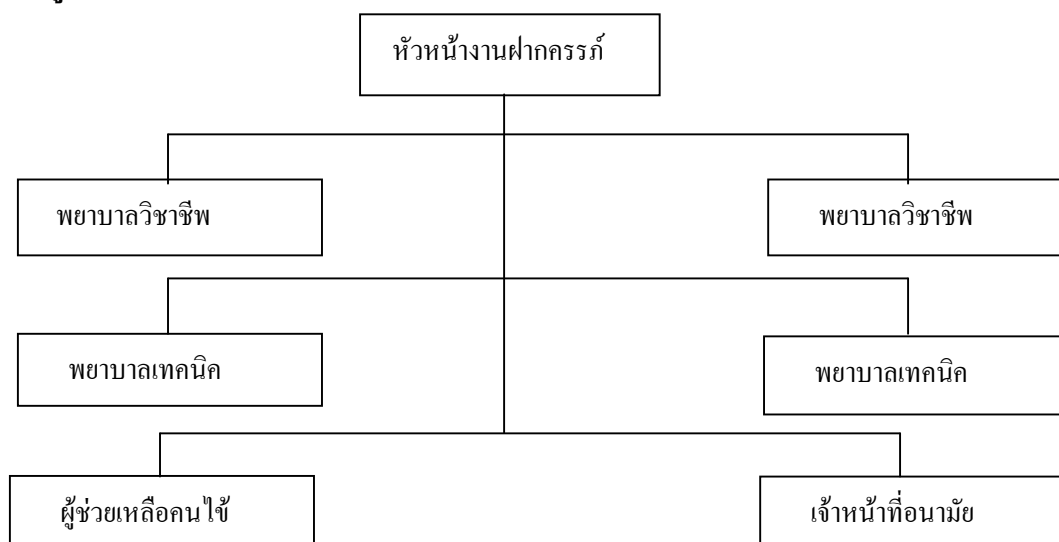 หัวหน้างานฝากครรภ์
พยาบาลวิชาชีพ
พยาบาลวิชาชีพ
พยาบาลเทคนิค
พยาบาลเทคนิค
ผู้ช่วยเหลือคนไข้
เจ้าหน้าที่อนามัย